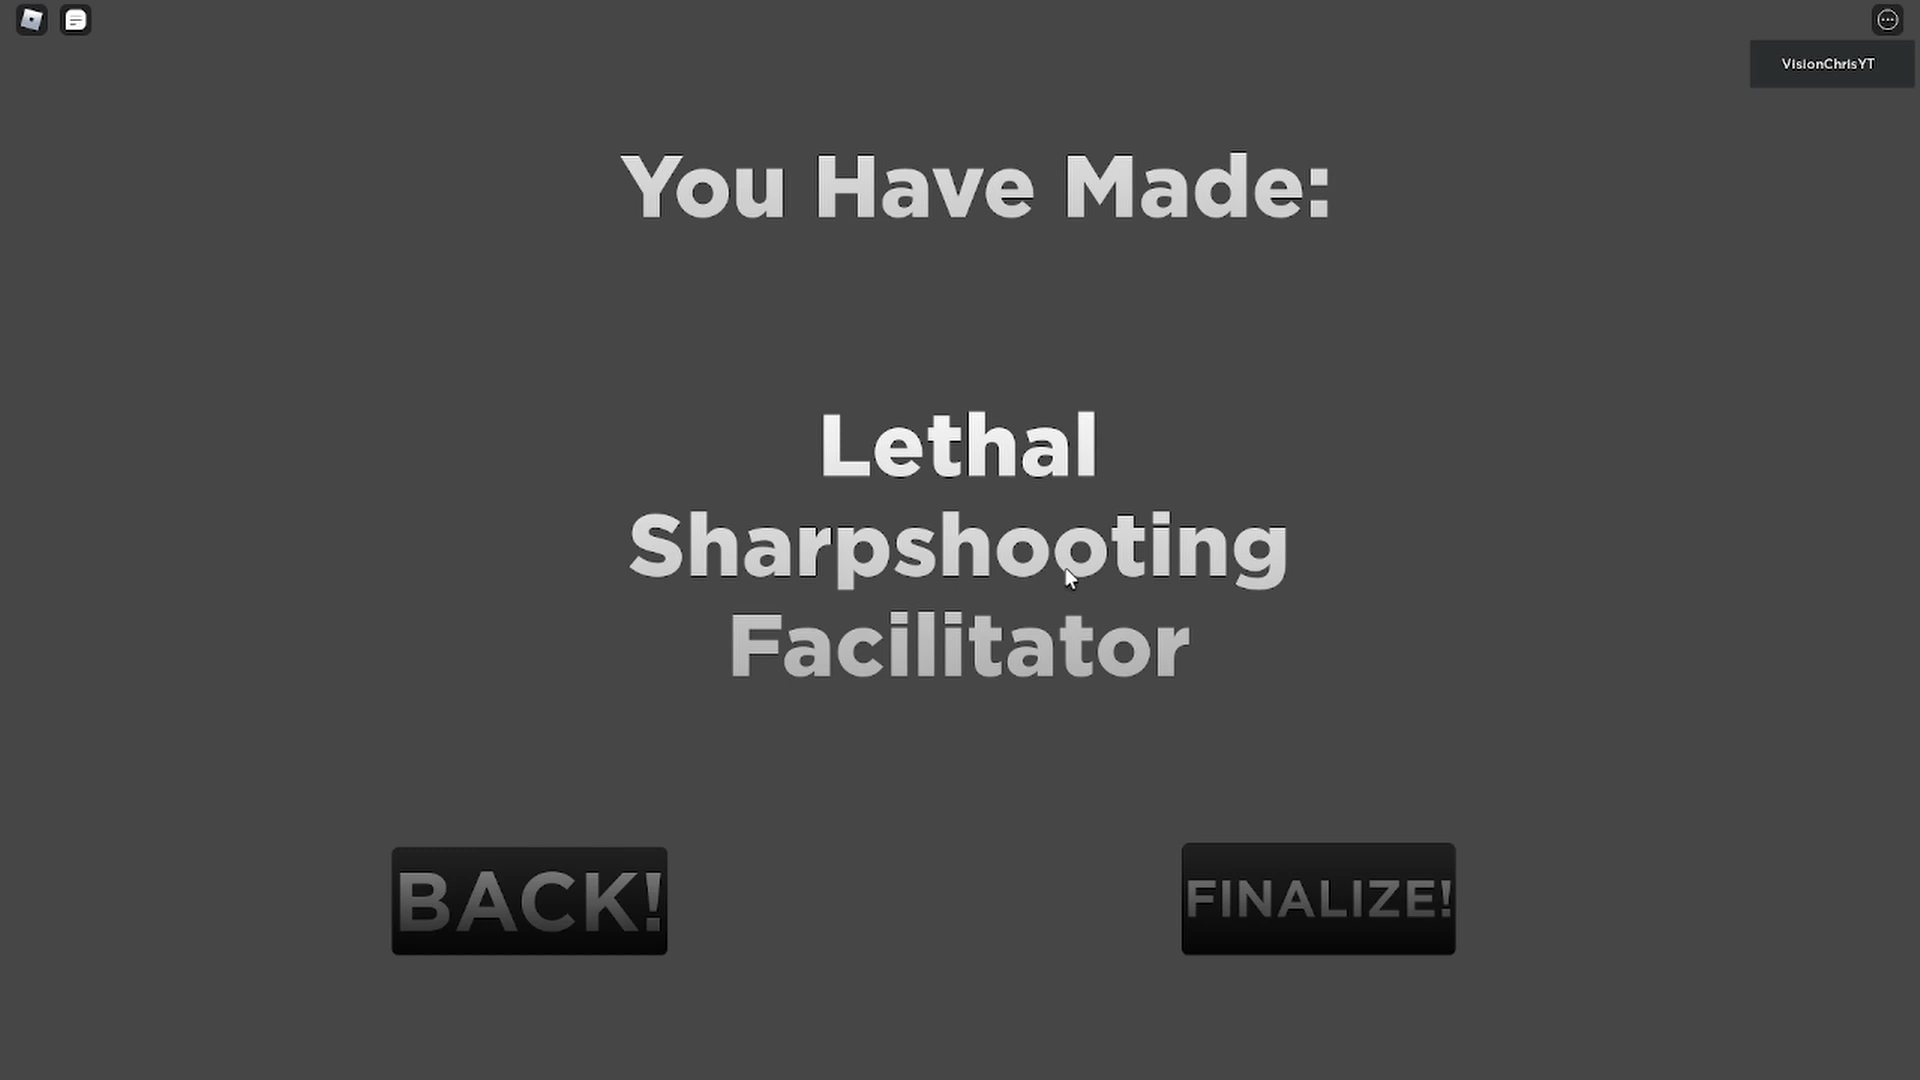 VisionChrisYT
You Have Made:
Lethal
Sharpshooting
Facilitator
BACK!
FINALIZE!